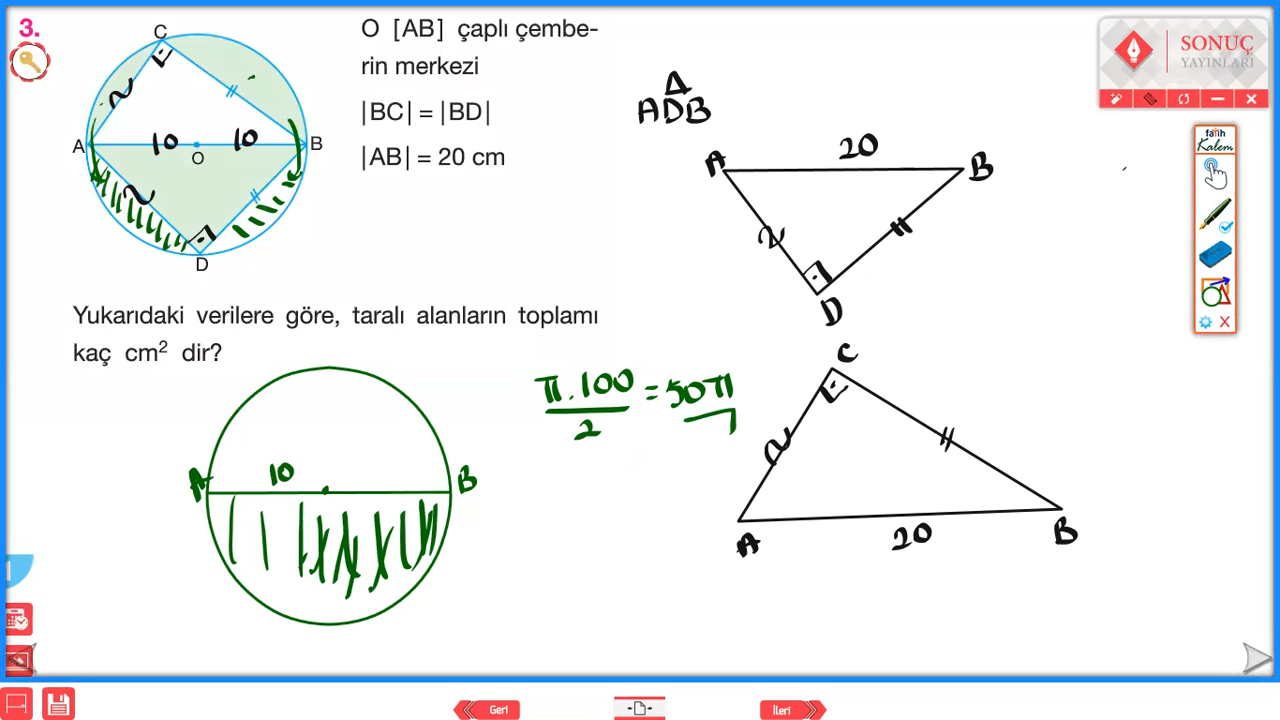 3.
O [AB] çaplı çembe-
rin merkezi
|BC| = |BD|
|AB| = 20 cm
C
A
10
O
10
B
D
Yukarıdaki verilere göre, taralı alanların toplamı
kaç cm² dir?
A
10
B
π.100/2 = 50π
ADB
A
20
B
D
C
A
20
B
SONUÇ
YAYINLARI
fatih
Kalem
Geri
İleri